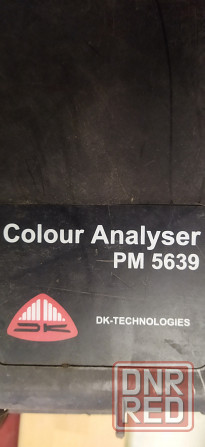 Colour Analyser
PM 5639
DK
DK-TECHNOLOGIES
DNR
RED